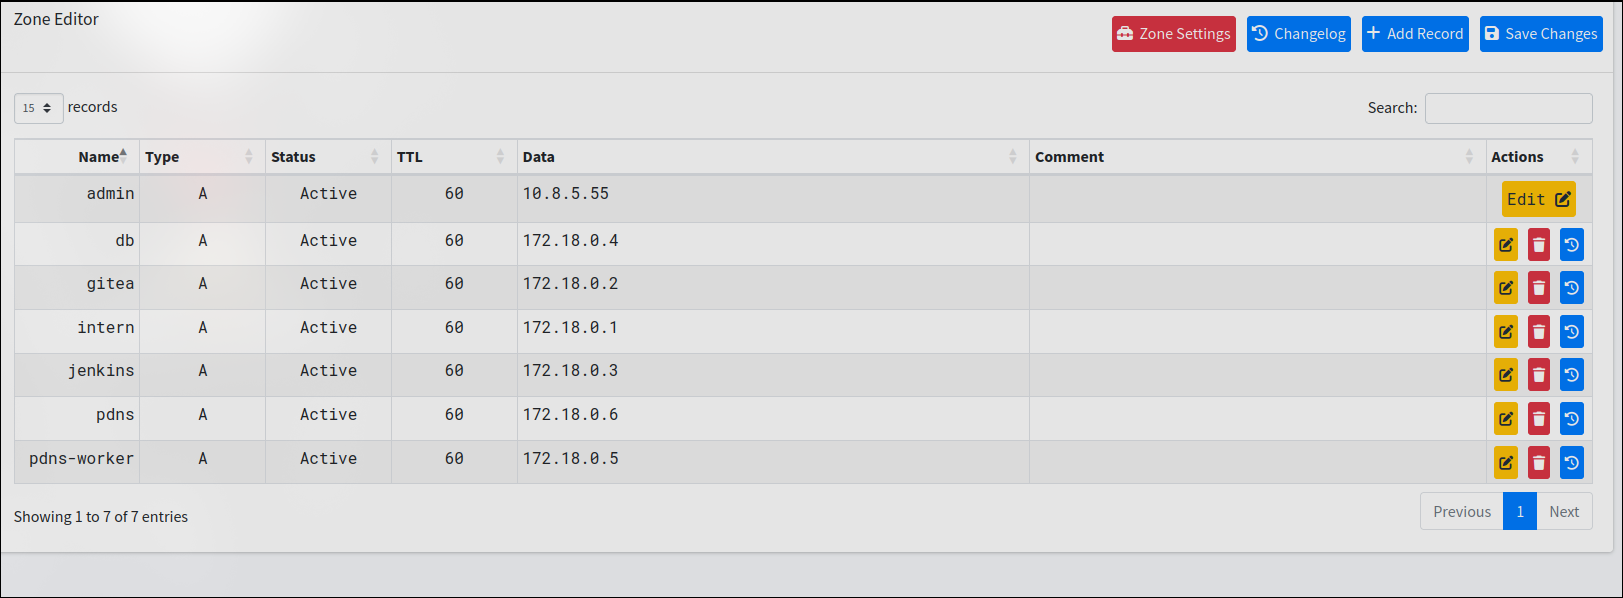 Zone Editor
Zone Settings Changelog Add Record Save Changes
15 records Search:
Name Type Status TTL Data Comment Actions
admin A Active 60 10.8.5.55 Edit
db A Active 60 172.18.0.4
gitea A Active 60 172.18.0.2
intern A Active 60 172.18.0.1
jenkins A Active 60 172.18.0.3
pdns A Active 60 172.18.0.6
pdns-worker A Active 60 172.18.0.5
Showing 1 to 7 of 7 entries Previous 1 Next